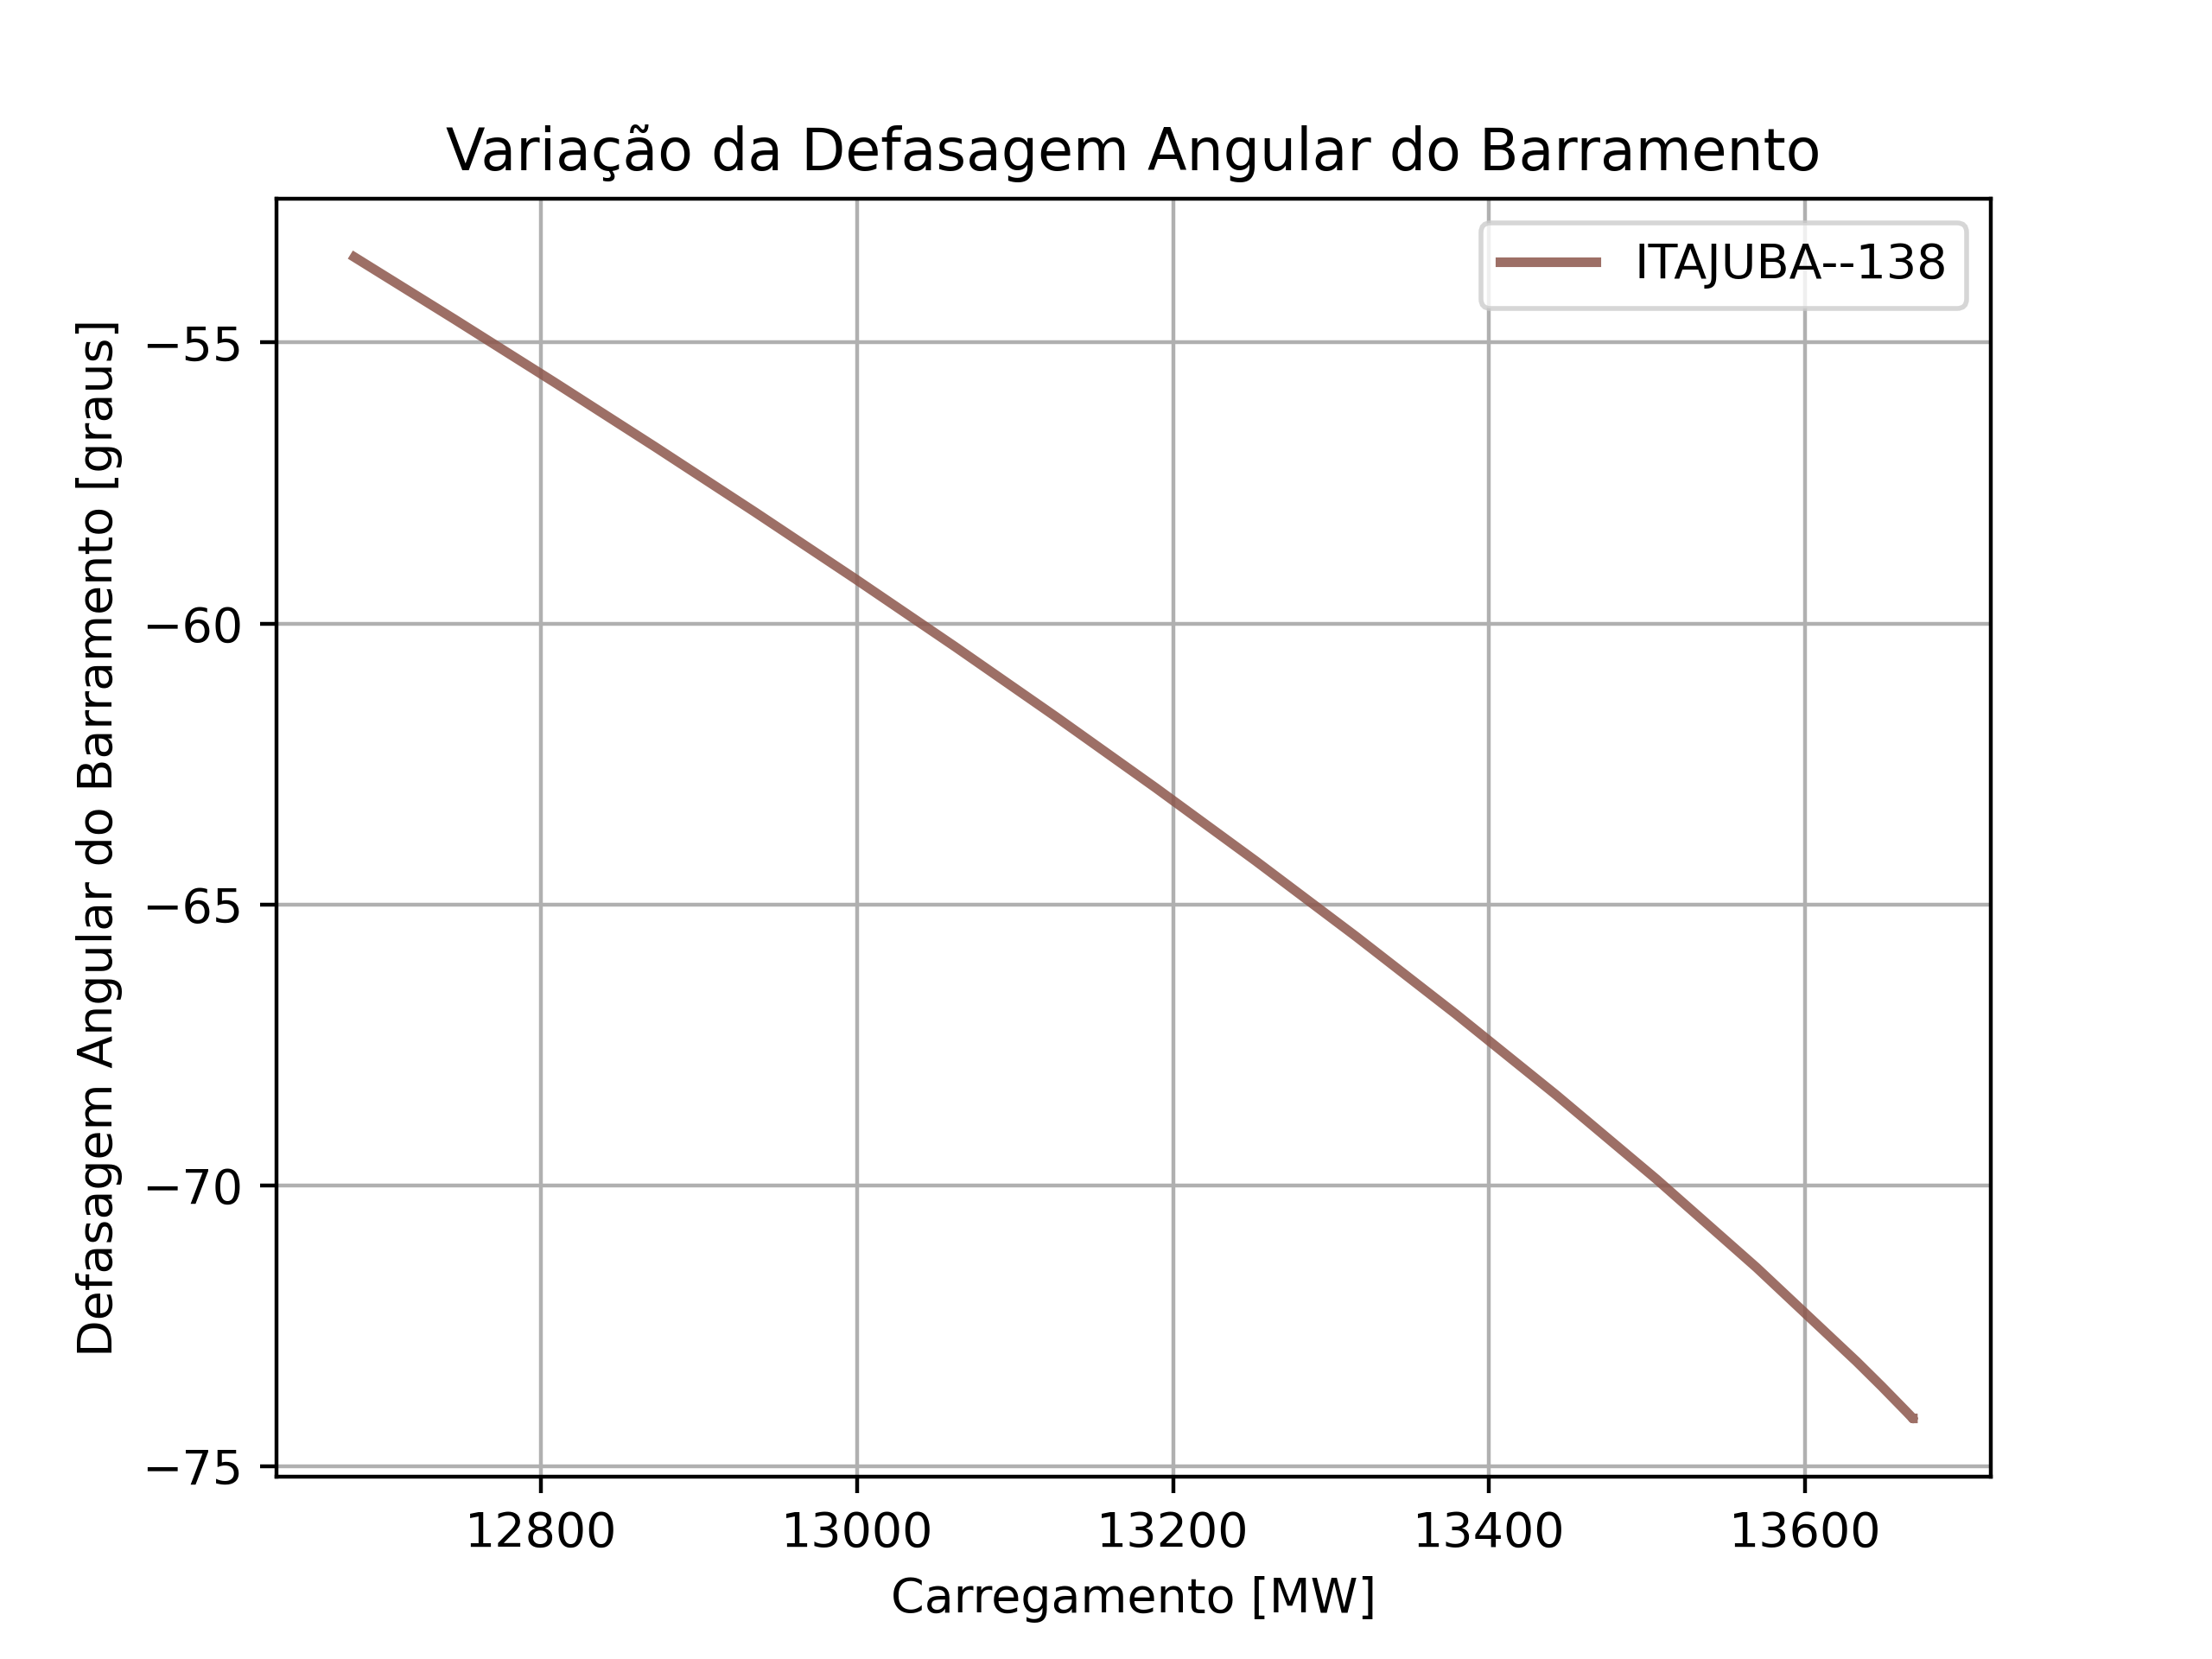 Variação da Defasagem Angular do Barramento
ITAJUBA--138
Defasagem Angular do Barramento [graus]
−55
−60
−65
−70
−75
12800 13000 13200 13400 13600
Carregamento [MW]